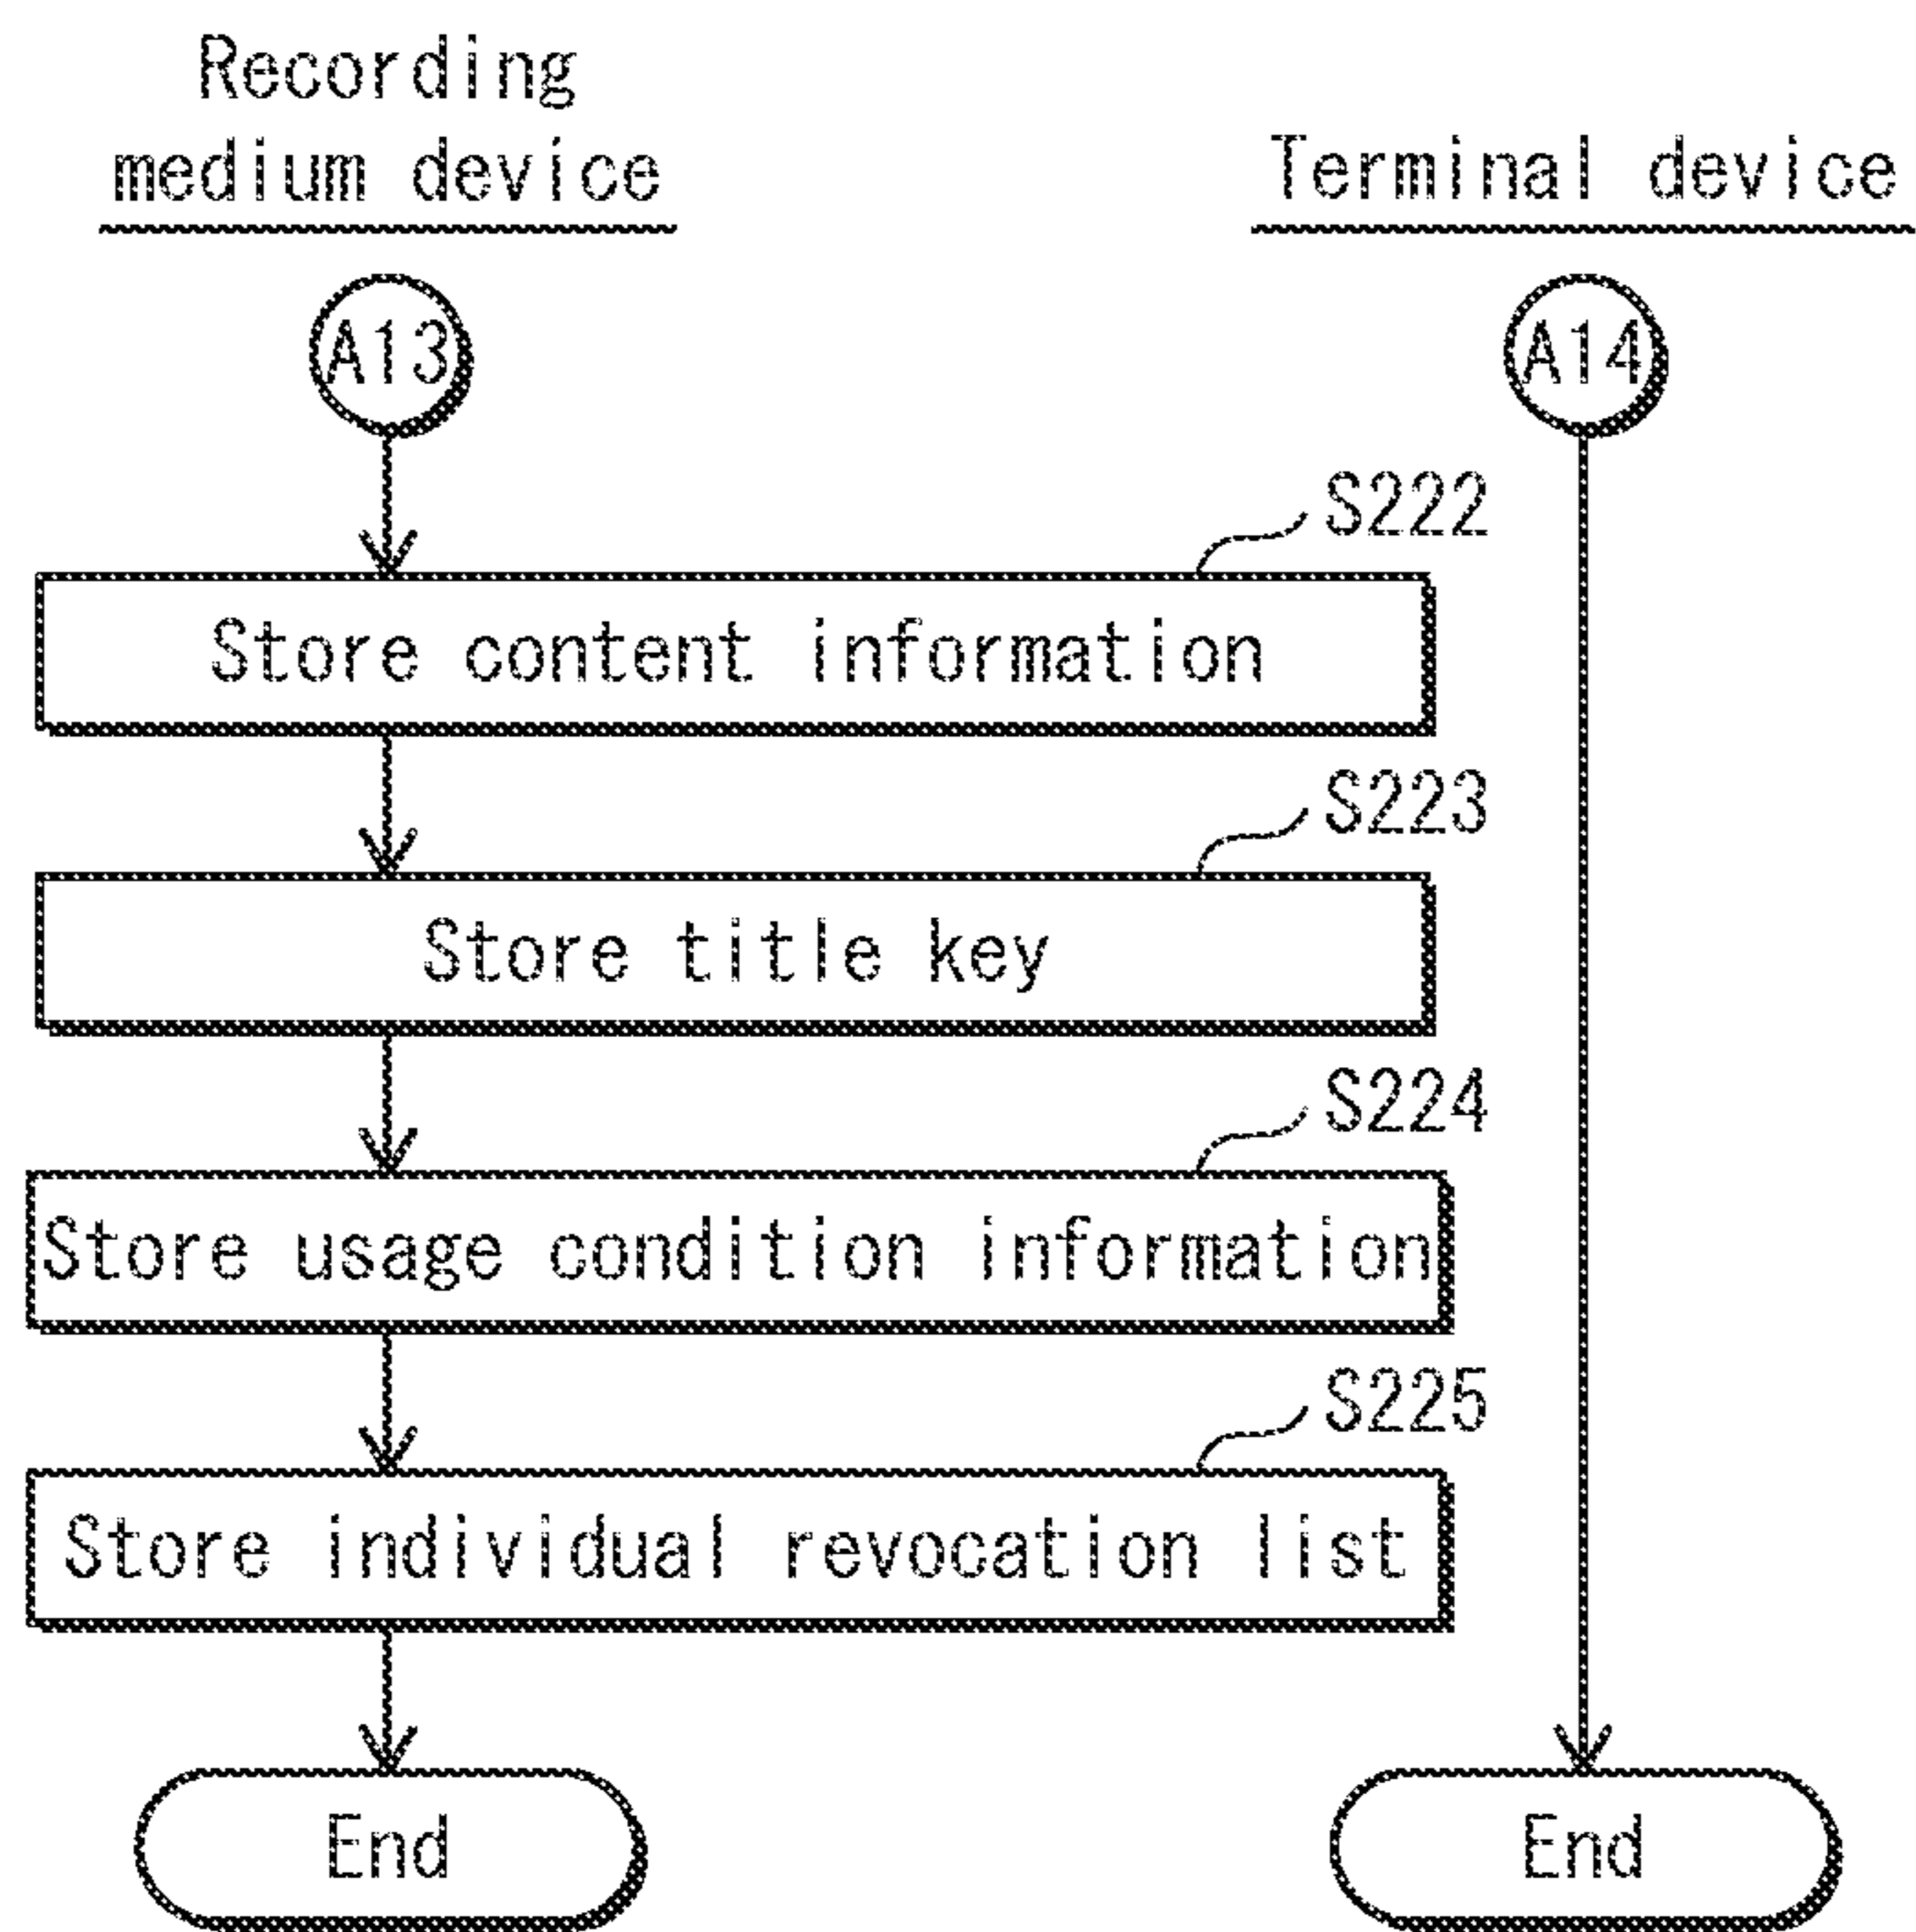 Recording
medium device
Terminal device
A13
A14
S222
Store content information
S223
Store title key
S224
Store usage condition information
S225
Store individual revocation list
End
End